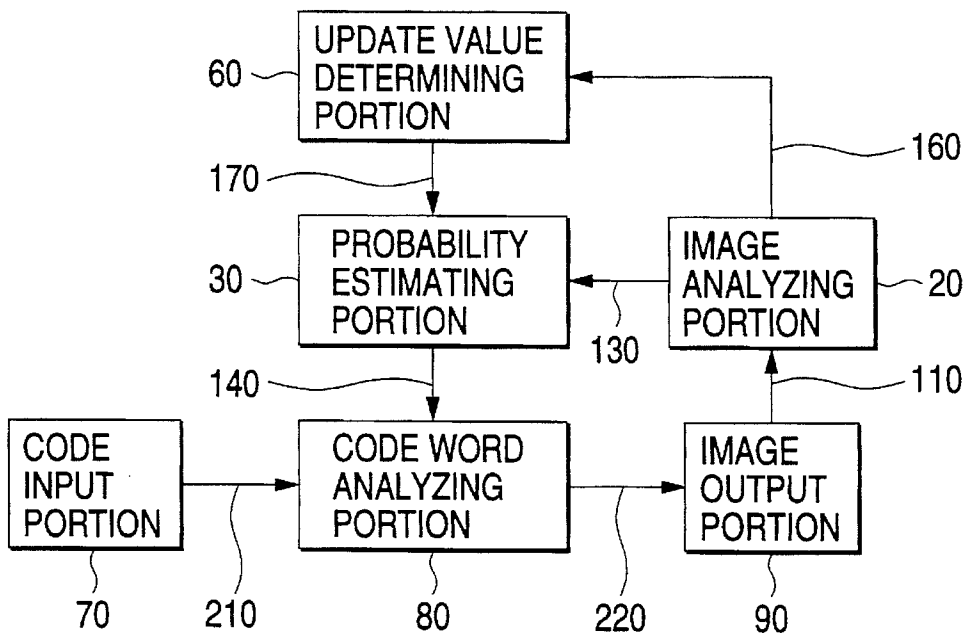 UPDATE VALUE
DETERMINING
PORTION
60
160
170
PROBABILITY
ESTIMATING
PORTION
30
IMAGE
ANALYZING
PORTION
20
130
140
110
CODE
INPUT
PORTION
CODE WORD
ANALYZING
PORTION
IMAGE
OUTPUT
PORTION
70
210
80
220
90